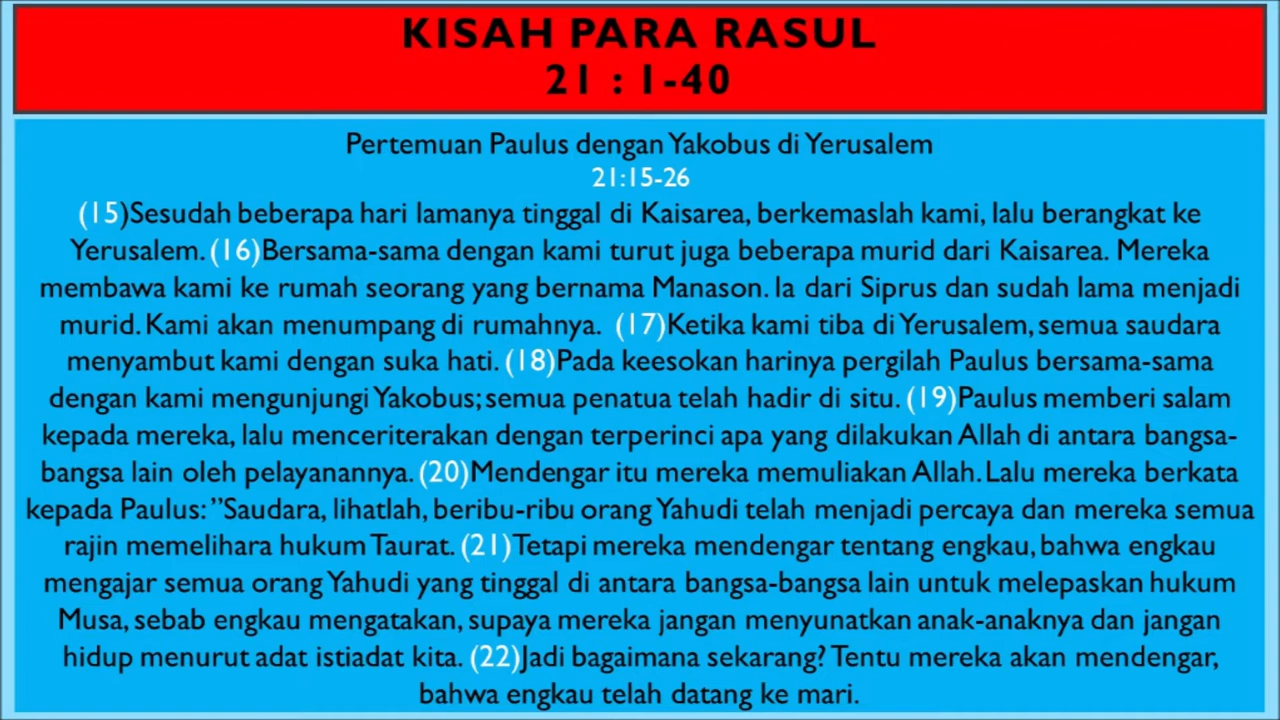 KISAH PARA RASUL
21 : 1-40
Pertemuan Paulus dengan Yakobus di Yerusalem
21:15-26
(15)Sesudah beberapa hari lamanya tinggal di Kaisarea, berkemaslah kami, lalu berangkat ke
Yerusalem. (16)Bersama-sama dengan kami turut juga beberapa murid dari Kaisarea. Mereka
membawa kami ke rumah seorang yang bernama Manason. Ia dari Siprus dan sudah lama menjadi
murid. Kami akan menumpang di rumahnya. (17)Ketika kami tiba di Yerusalem, semua saudara
menyambut kami dengan suka hati. (18)Pada keesokan harinya pergilah Paulus bersama-sama
dengan kami mengunjungi Yakobus; semua penatua telah hadir di situ. (19)Paulus memberi salam
kepada mereka, lalu menceriterakan dengan terperinci apa yang dilakukan Allah di antara bangsa-
bangsa lain oleh pelayanannya. (20)Mendengar itu mereka memuliakan Allah. Lalu mereka berkata
kepada Paulus: ”Saudara, lihatlah, beribu-ribu orang Yahudi telah menjadi percaya dan mereka semua
rajin memelihara hukum Taurat. (21)Tetapi mereka mendengar tentang engkau, bahwa engkau
mengajar semua orang Yahudi yang tinggal di antara bangsa-bangsa lain untuk melepaskan hukum
Musa, sebab engkau mengatakan, supaya mereka jangan menyunatkan anak-anaknya dan jangan
hidup menurut adat istiadat kita. (22)Jadi bagaimana sekarang? Tentu mereka akan mendengar,
bahwa engkau telah datang ke mari.